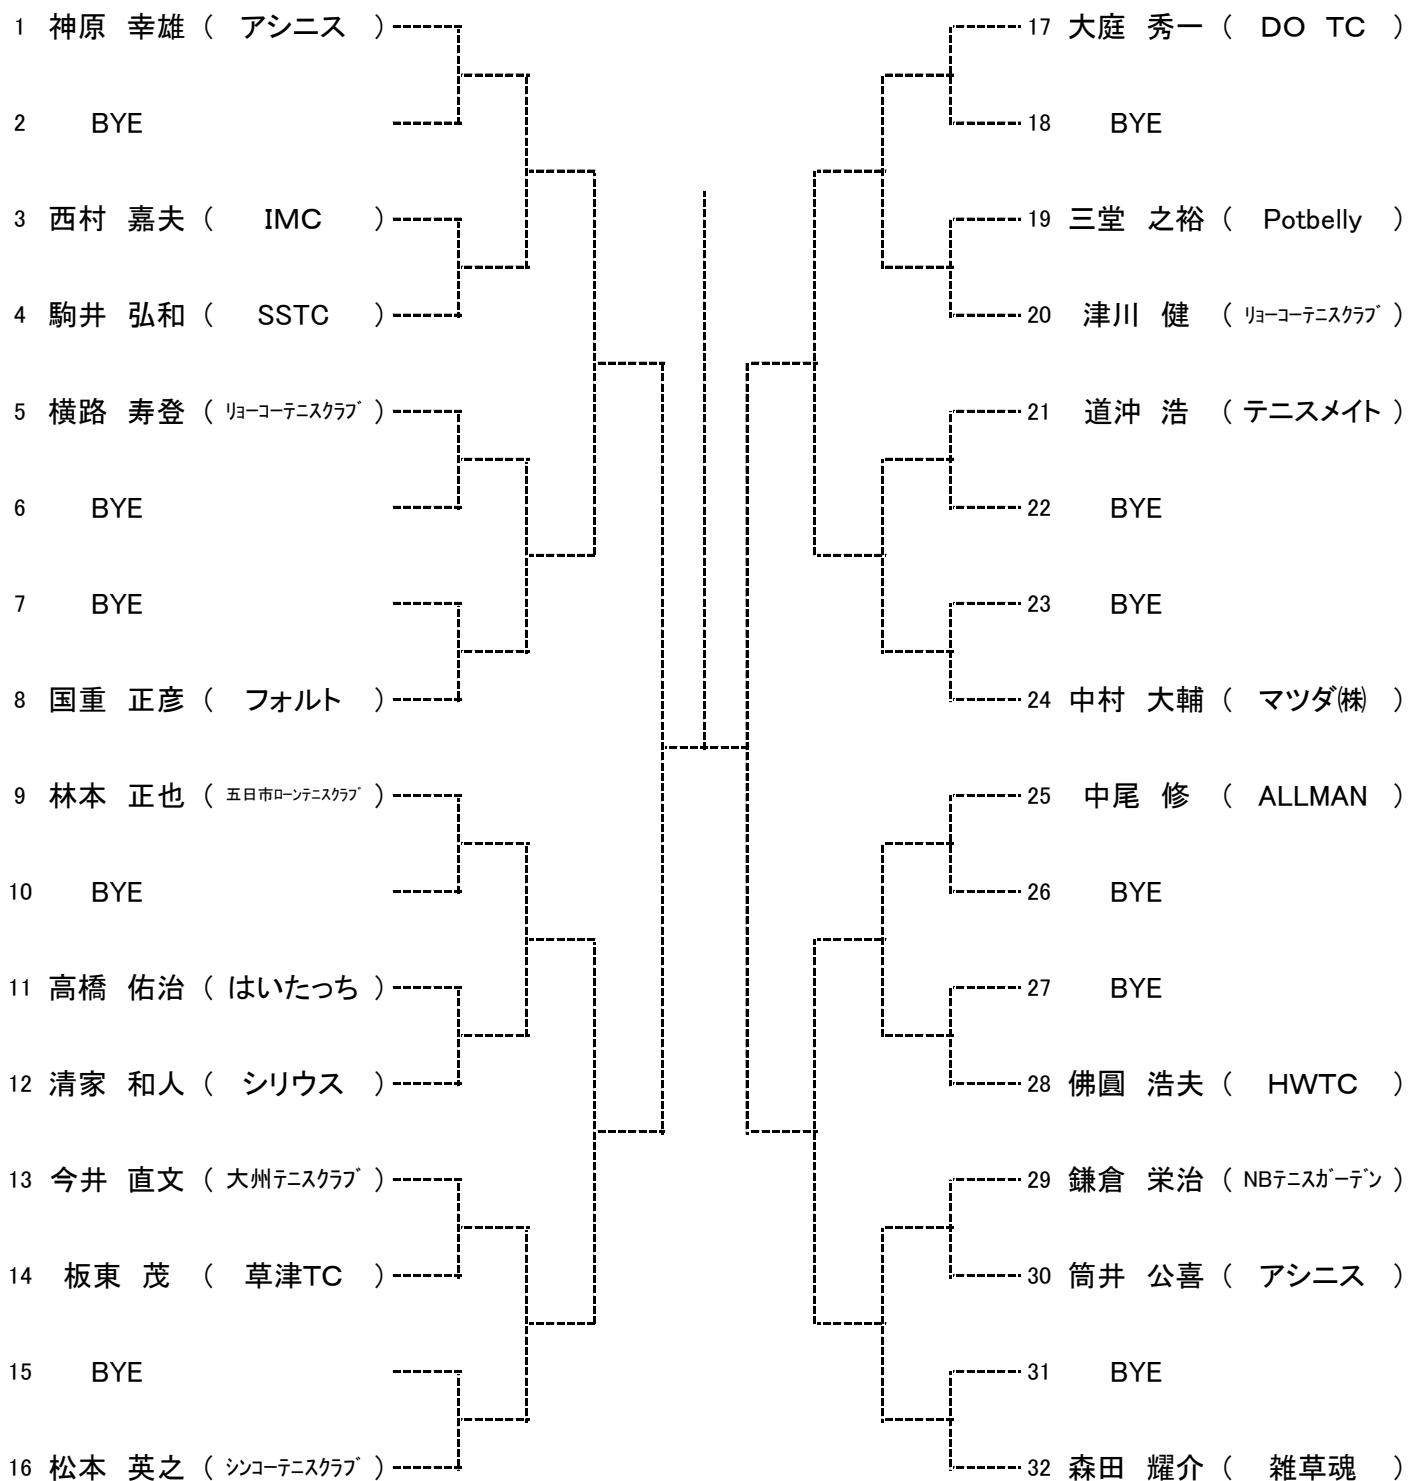 1 神原 幸雄 ( アシニス )
2 BYE
3 西村 嘉夫 ( IMC )
4 駒井 弘和 ( SSTC )
5 横路 寿登 ( ﾘｮｰｺｰﾃﾆｽｸﾗﾌﾞ )
6 BYE
7 BYE
8 国重 正彦 ( フォルト )
9 林本 正也 ( 五日市ﾛｰﾝﾃﾆｽｸﾗﾌﾞ )
10 BYE
11 高橋 佑治 ( はいたっち )
12 清家 和人 ( シリウス )
13 今井 直文 ( 大州ﾃﾆｽｸﾗﾌﾞ )
14 板東 茂 ( 草津TC )
15 BYE
16 松本 英之 ( ｼﾝｺｰﾃﾆｽｸﾗﾌﾞ )
17 大庭 秀一 ( DO TC )
18 BYE
19 三堂 之裕 ( Potbelly )
20 津川 健 ( ﾘｮｰｺｰﾃﾆｽｸﾗﾌﾞ )
21 道沖 浩 ( テニスメイト )
22 BYE
23 BYE
24 中村 大輔 ( マツダ㈱ )
25 中尾 修 ( ALLMAN )
26 BYE
27 BYE
28 佛圓 浩夫 ( HWTC )
29 鎌倉 栄治 ( NBﾃﾆｽｶﾞｰﾃﾞﾝ )
30 筒井 公喜 ( アシニス )
31 BYE
32 森田 耀介 ( 雑草魂 )